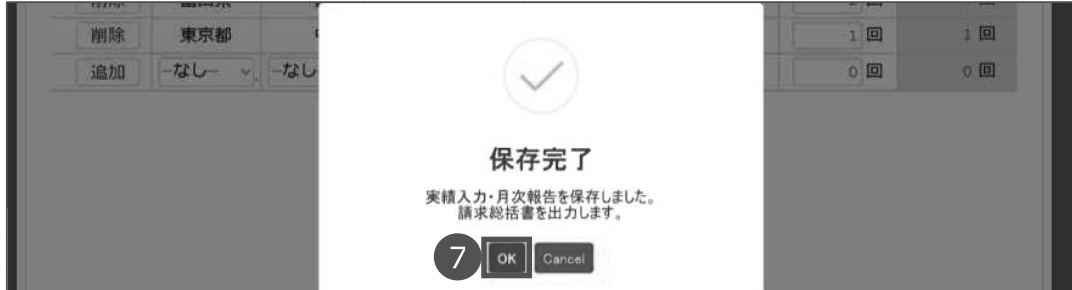 削除 東京都 1 回 1 回
追加 --なし-- --なし 0 回 0 回
保存完了
実績入力・月次報告を保存しました。
請求総括書を出力します。
7 OK Cancel